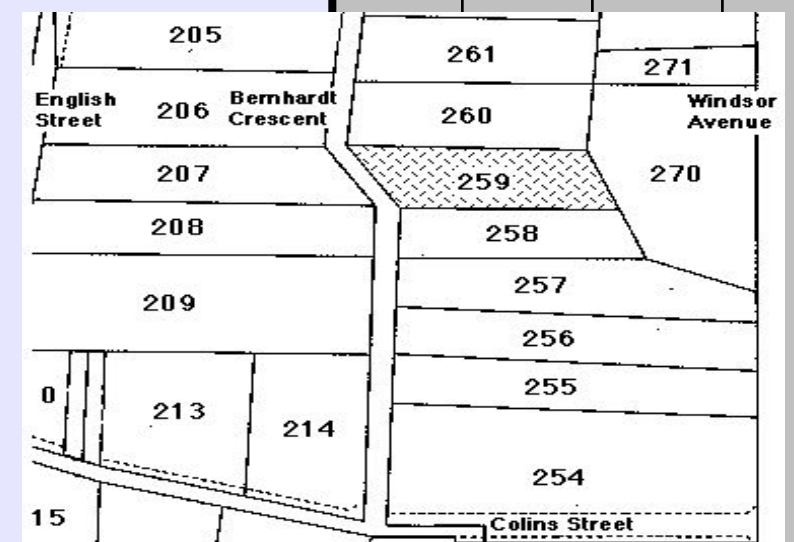 205
261
271
English
Street
206
Bernhardt
Crescent
260
Windsor
Avenue
207
259
270
208
258
257
209
256
255
0
213
214
254
15
Colins Street